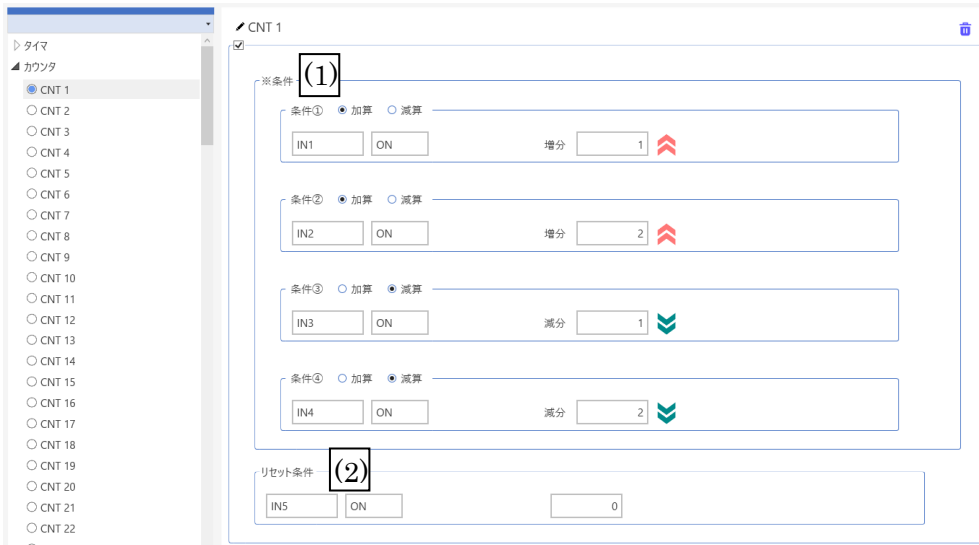 CNT 1
タイマ
カウンタ
CNT 1
CNT 2
CNT 3
CNT 4
CNT 5
CNT 6
CNT 7
CNT 8
CNT 9
CNT 10
CNT 11
CNT 12
CNT 13
CNT 14
CNT 15
CNT 16
CNT 17
CNT 18
CNT 19
CNT 20
CNT 21
CNT 22
※条件 (1)
条件① 加算 減算
IN1 ON 増分 1
条件② 加算 減算
IN2 ON 増分 2
条件③ 加算 減算
IN3 ON 減分 1
条件④ 加算 減算
IN4 ON 減分 2
リセット条件 (2)
IN5 ON 0